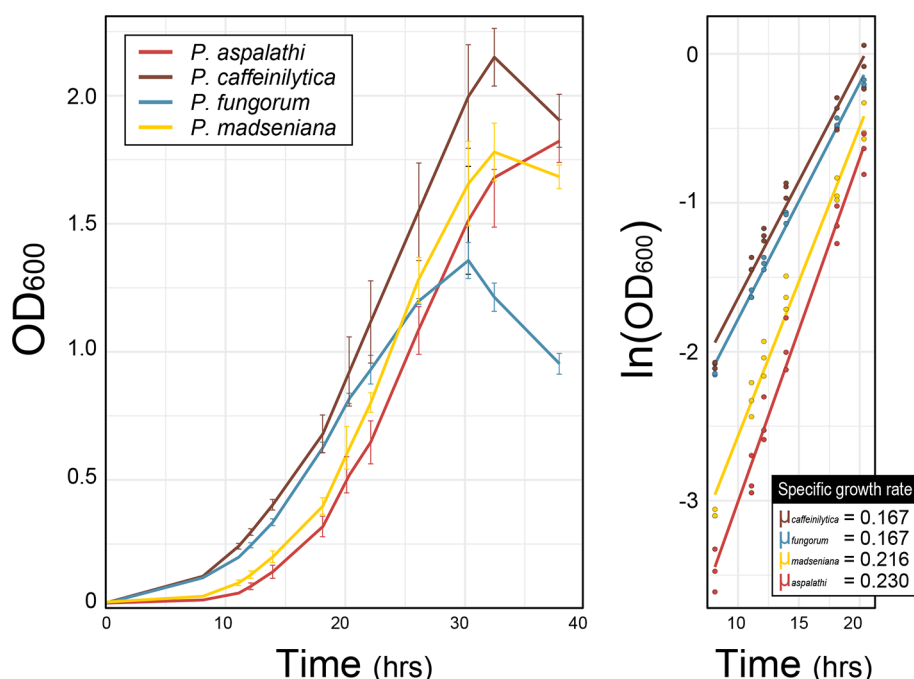 P. aspalathi
P. caffeinilytica
P. fungorum
P. madseniana
OD600
2.0
1.5
1.0
0.5
0
0
10
20
30
40
Time (hrs)
ln(OD600)
0
-1
-2
-3
10
15
20
Time (hrs)
Specific growth rate
μcaffeinilytica = 0.167
μfungorum = 0.167
μmadseniana = 0.216
μaspalathi = 0.230